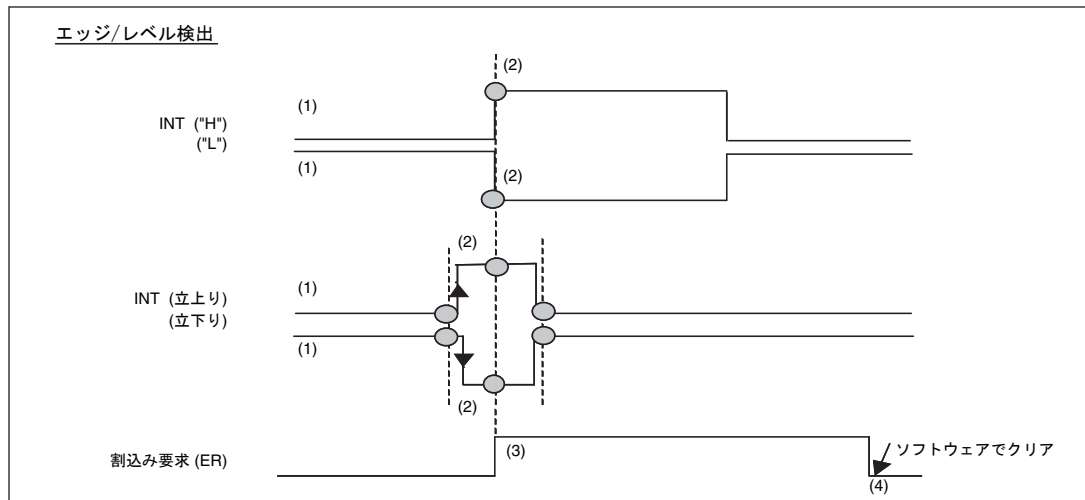 エッジ/レベル検出
(2)
(1)
INT ("H")
("L")
(1)
(2)
(2)
(1)
INT (立上り)
(立下り)
(1)
(2)
割込み要求 (ER)
(3)
ソフトウェアでクリア
(4)